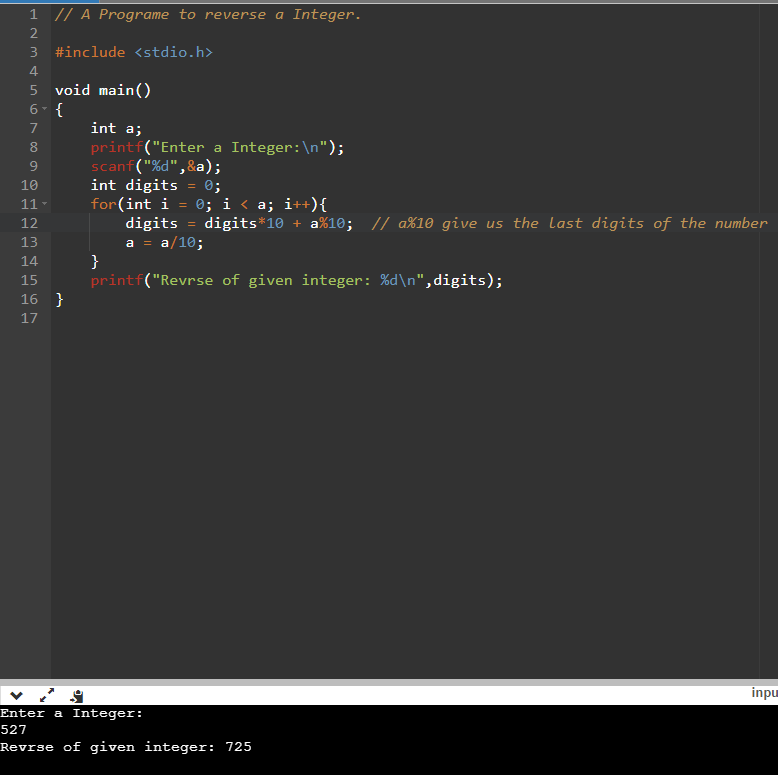 1 // A Programe to reverse a Integer.
2
3 #include <stdio.h>
4
5 void main()
6 {
7     int a;
8     printf("Enter a Integer:\n");
9     scanf("%d",&a);
10     int digits = 0;
11     for(int i = 0; i < a; i++){
12         digits = digits*10 + a%10;  // a%10 give us the last digits of the number
13         a = a/10;
14     }
15     printf("Revrse of given integer: %d\n",digits);
16 }
17
inpu
Enter a Integer:
527
Revrse of given integer: 725